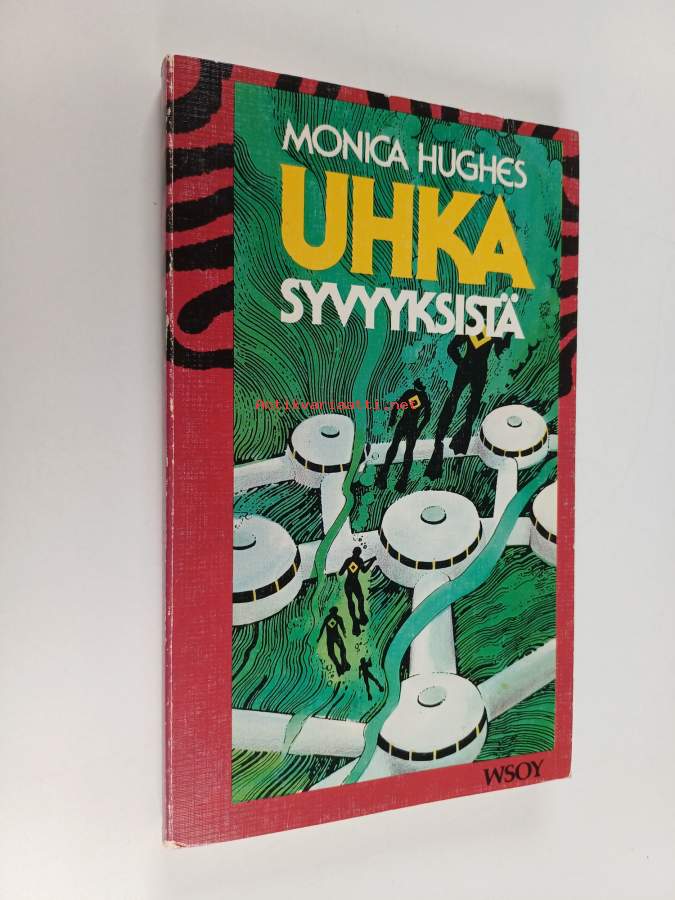 MONICA HUGHES
UHKA
SYVYYKSISTÄ
Antikvariaatti.net
WSOY